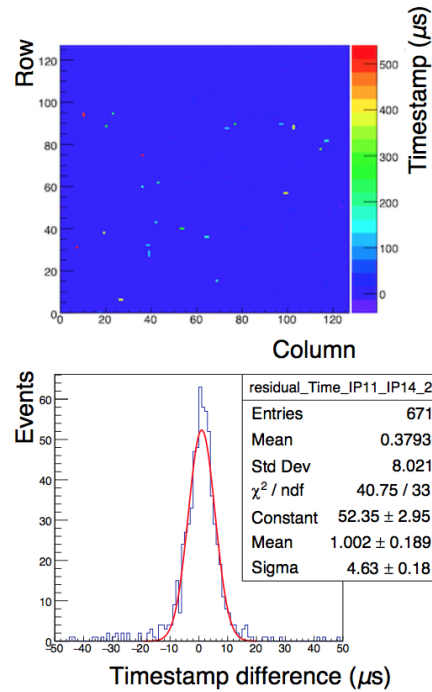 Row
Timestamp (μs)
120
100
80
60
40
20
0
0 20 40 60 80 100 120
500
400
300
200
100
0
Column
Events
60
50
40
30
20
10
0
-50 -40 -30 -20 -10 0 10 20 30 40 50
residual_Time_IP11_IP14_2
Entries 671
Mean 0.3793
Std Dev 8.021
χ² / ndf 40.75 / 33
Constant 52.35 ± 2.95
Mean 1.002 ± 0.189
Sigma 4.63 ± 0.18
Timestamp difference (μs)